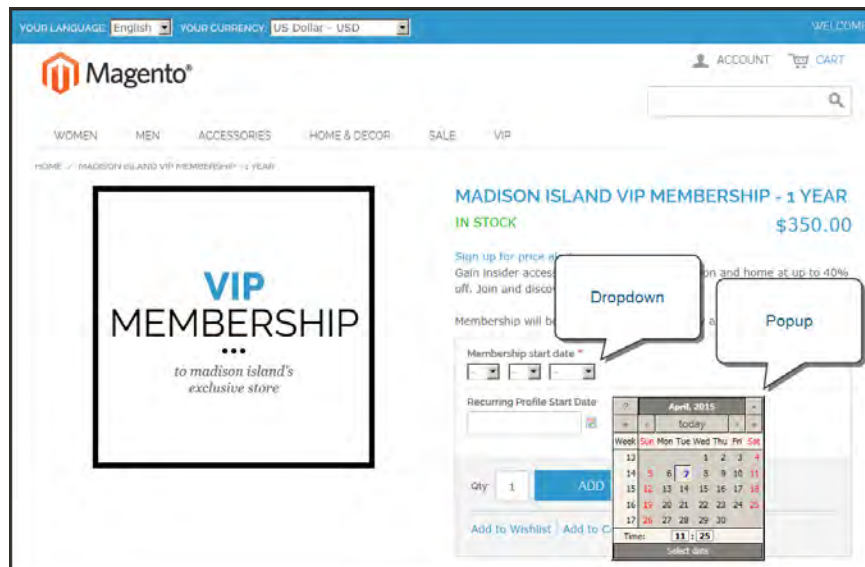 YOUR LANGUAGE: English YOUR CURRENCY: US Dollar - USD WELCOME
Magento®
ACCOUNT CART
WOMEN MEN ACCESSORIES HOME & DECOR SALE VIP
HOME / MADISON ISLAND VIP MEMBERSHIP - 1 YEAR
VIP
MEMBERSHIP
to madison island's
exclusive store
MADISON ISLAND VIP MEMBERSHIP - 1 YEAR
IN STOCK $350.00
Sign up for price
Gain insider acces on and home at up to 40%
off. Join and disco
Membership will b
Dropdown
Popup
Membership start date *
- - -
Recurring Profile Start Date
? April, 2015 -
« ‹ today › »
Week Sun Mon Tue Wed Thu Fri Sat
13 1 2 3 4
14 5 6 7 8 9 10 11
15 12 13 14 15 16 17 18
16 19 20 21 22 23 24 25
17 26 27 28 29 30
Time: 11 : 25
Select date
Qty: 1 ADD
Add to Wishlist | Add to C